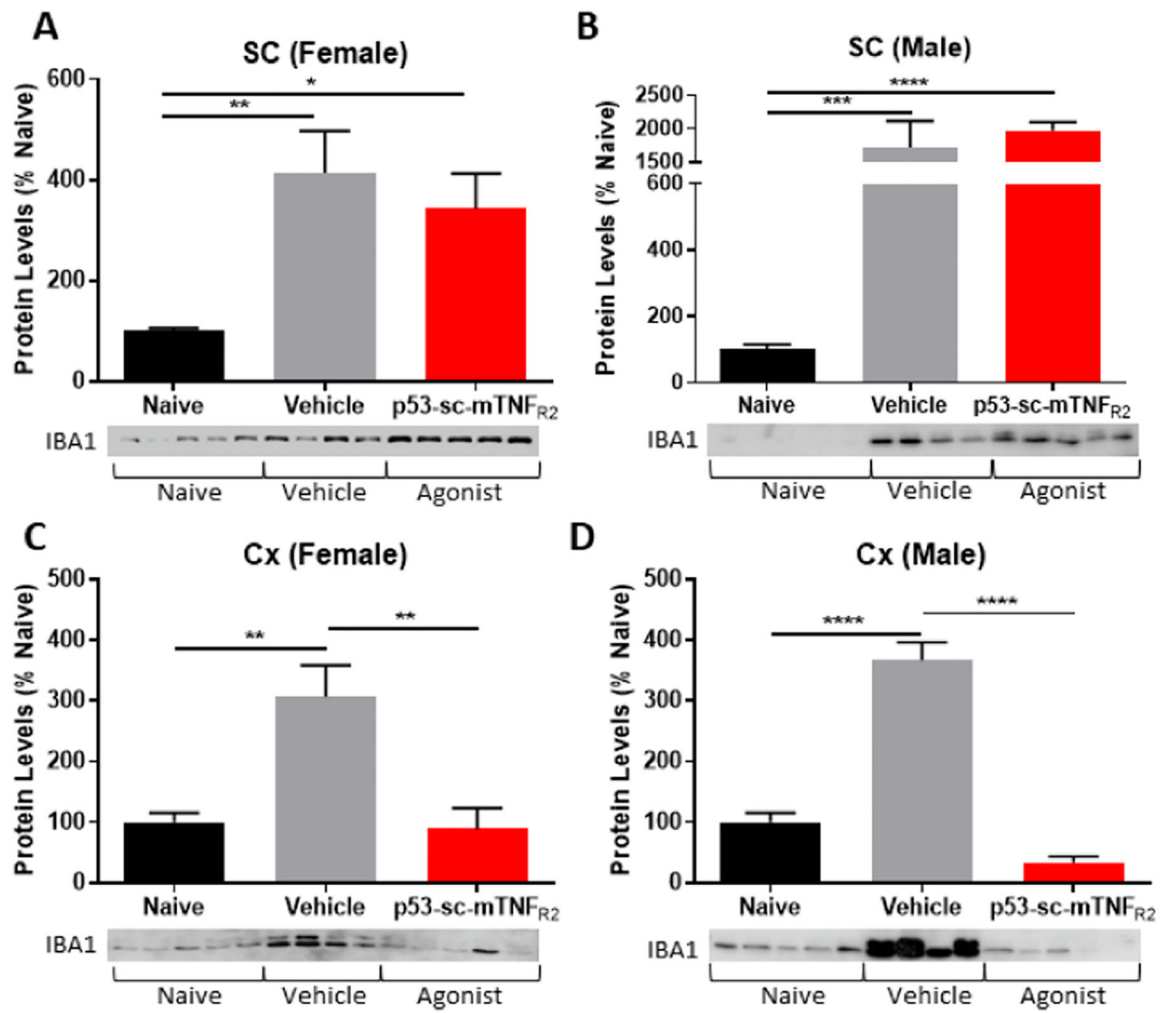 A
SC (Female)
Protein Levels (% Naive)
600
400
200
0
*
**
Naive Vehicle p53-sc-mTNFR2
IBA1
Naive Vehicle Agonist
B
SC (Male)
Protein Levels (% Naive)
2500
2000
1500
600
400
200
0
****
***
Naive Vehicle p53-sc-mTNFR2
IBA1
Naive Vehicle Agonist
C
Cx (Female)
Protein Levels (% Naive)
500
400
300
200
100
0
**
**
Naive Vehicle p53-sc-mTNFR2
IBA1
Naive Vehicle Agonist
D
Cx (Male)
Protein Levels (% Naive)
500
400
300
200
100
0
****
****
Naive Vehicle p53-sc-mTNFR2
IBA1
Naive Vehicle Agonist